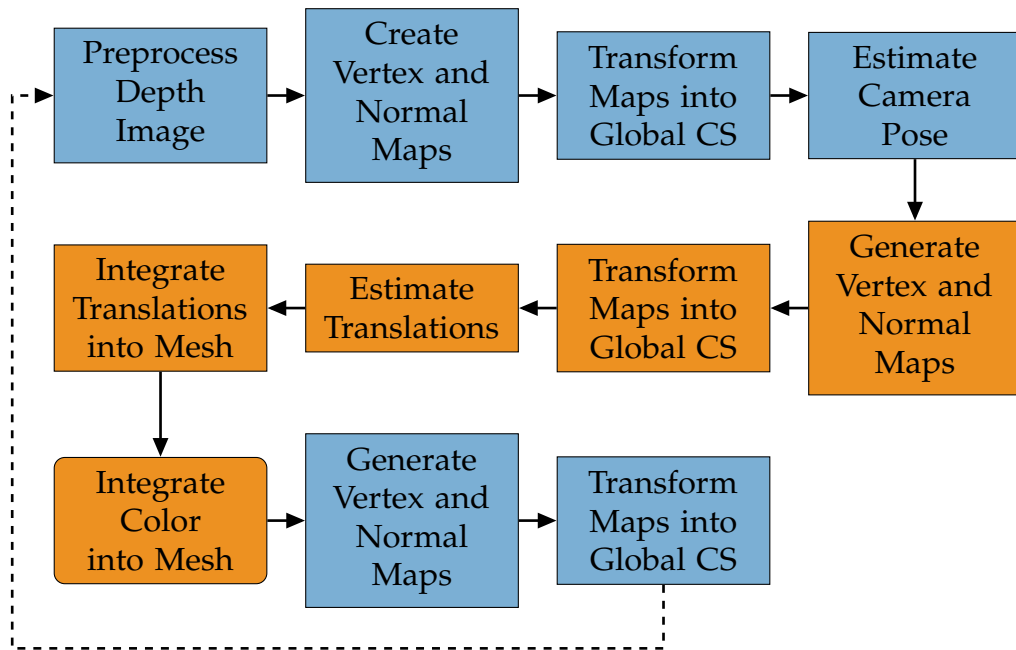 Preprocess
Depth
Image
Create
Vertex and
Normal
Maps
Transform
Maps into
Global CS
Estimate
Camera
Pose
Generate
Vertex and
Normal
Maps
Transform
Maps into
Global CS
Estimate
Translations
Integrate
Translations
into Mesh
Integrate
Color
into Mesh
Generate
Vertex and
Normal
Maps
Transform
Maps into
Global CS